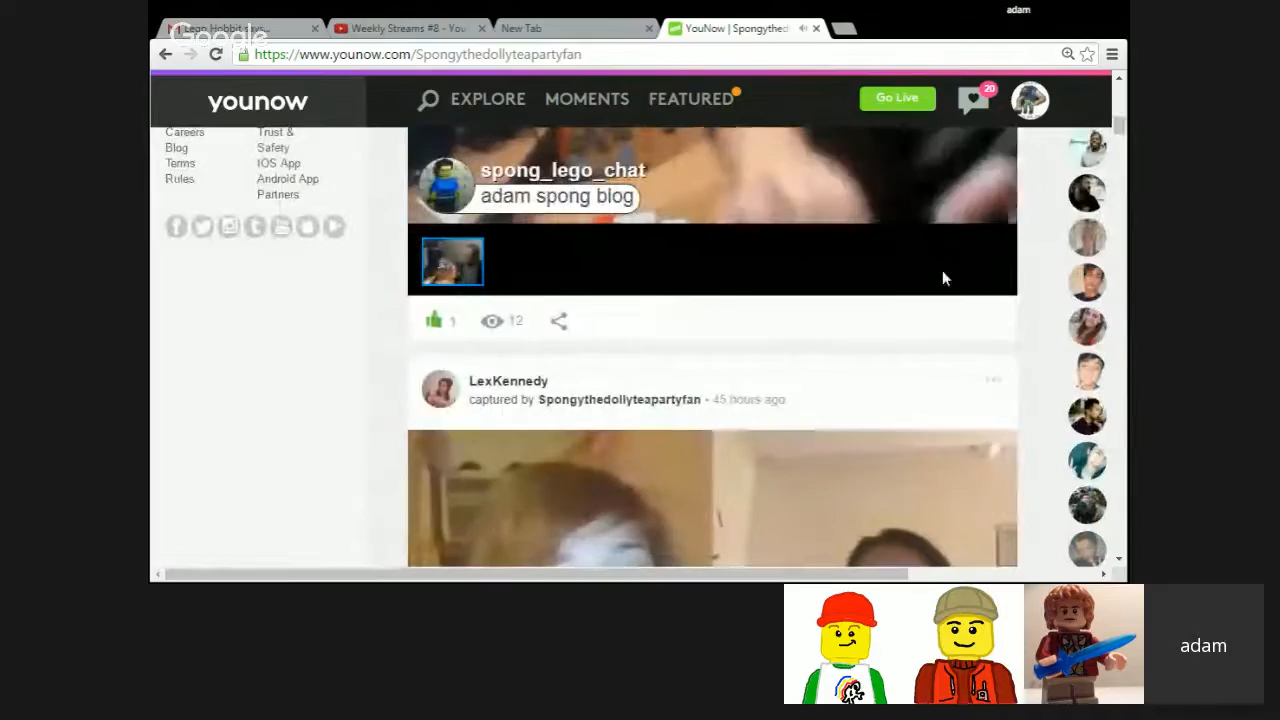 adam
Lego Hobbit says...
Weekly Streams #8 - You
New Tab
YouNow | Spongythed
Google
https://www.younow.com/Spongythedollyteapartyfan
younow
EXPLORE
MOMENTS
FEATURED
Go Live
20
Careers
Trust &
Blog
Safety
Terms
IOS App
Rules
Android App
Partners
spong_lego_chat
adam spong blog
1
12
LexKennedy
captured by Spongythedollyteapartyfan - 45 hours ago
adam